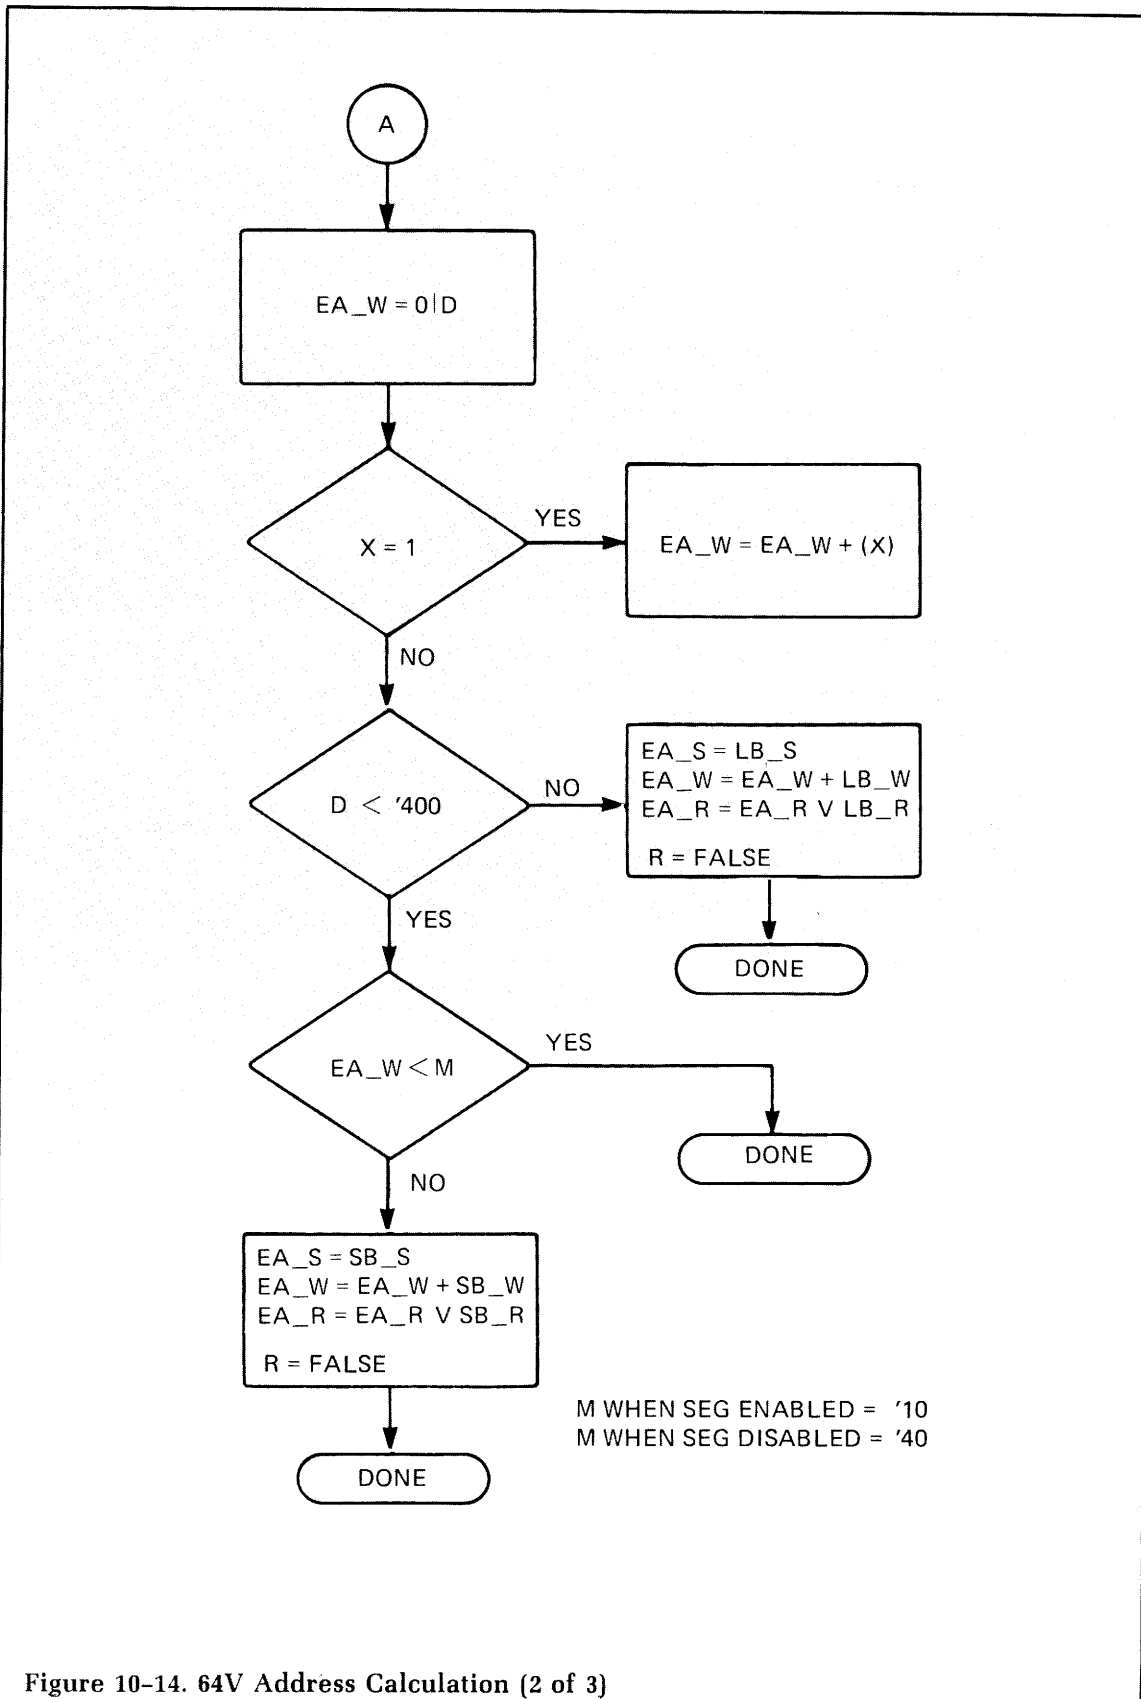 A
EA_W = 0|D
X = 1
YES
EA_W = EA_W + (X)
NO
D < '400
NO
EA_S = LB_S
EA_W = EA_W + LB_W
EA_R = EA_R V LB_R
R = FALSE
YES
DONE
EA_W < M
YES
DONE
NO
EA_S = SB_S
EA_W = EA_W + SB_W
EA_R = EA_R V SB_R
R = FALSE
M WHEN SEG ENABLED = '10
M WHEN SEG DISABLED = '40
DONE
Figure 10-14. 64V Address Calculation (2 of 3)